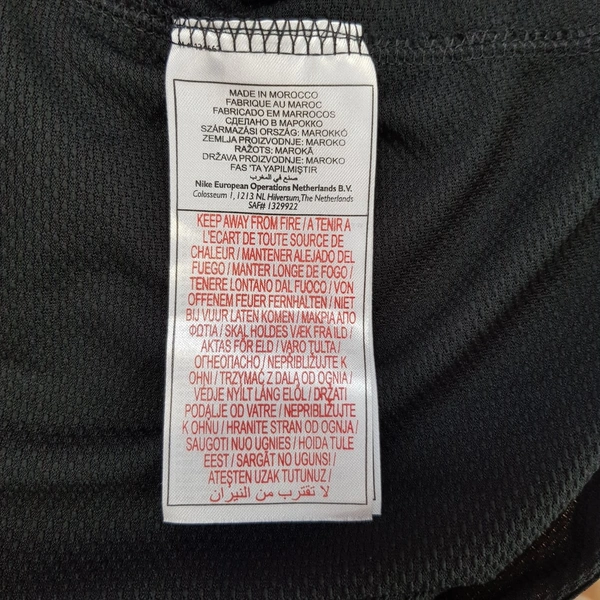 MADE IN MOROCCO
FABRIQUE AU MAROC
FABRICADO EM MARROCOS
СДЕЛАНО В МАРОККО
SZÁRMAZÁSI ORSZÁG: MAROKKÓ
ZEMLJA PROIZVODNJE: MAROKO
RAŽOTS: MAROKĀ
DRŽAVA PROIZVODNJE: MAROKO
FAS 'TA YAPILMIŞTIR
صنع في المغرب
Nike European Operations Netherlands B.V.
Colosseum 1, 1213 NL Hilversum, The Netherlands
SAF# 1329922
KEEP AWAY FROM FIRE / A TENIR A
L'ECART DE TOUTE SOURCE DE
CHALEUR / MANTENER ALEJADO DEL
FUEGO / MANTER LONGE DE FOGO /
TENERE LONTANO DAL FUOCO / VON
OFFENEM FEUER FERNHALTEN / NIET
BIJ VUUR LATEN KOMEN / ΜΑΚΡΙΑ ΑΠΟ
ΦΩΤΙΑ / SKAL HOLDES VÆK FRA ILD /
AKTAS FÖR ELD / VARO TULTA /
ОГНЕОПАСНО / NEPŘIBLIŽUJTE K
OHNI / TRZYMAĆ Z DALA OD OGNIA /
VÉDJE NYÍLT LÁNG ELŐL / DRŽATI
PODALJE OD VATRE / NEPRIBLIŽUJTE
K OHŇU / HRANITE STRAN OD OGNJA /
SAUGOTI NUO UGNIES / HOIDA TULE
EEST / SARGĀT NO UGUNS! /
ATEŞTEN UZAK TUTUNUZ /
لا تقترب من النيران